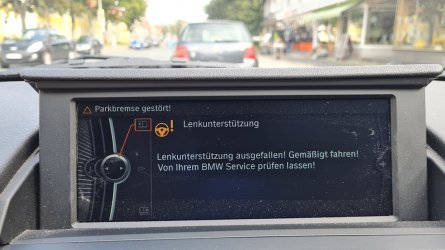 Parkbremse gestört!
Lenkunterstützung
Lenkunterstützung ausgefallen! Gemäßigt fahren!
Von Ihrem BMW Service prüfen lassen!